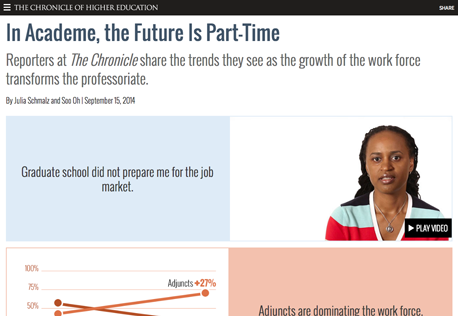 THE CHRONICLE OF HIGHER EDUCATION
SHARE
In Academe, the Future Is Part-Time
Reporters at The Chronicle share the trends they see as the growth of the work force
transforms the professoriate.
By Julia Schmalz and Soo Oh | September 15, 2014
Graduate school did not prepare me for the job
market.
PLAY VIDEO
100%
75%
50%
Adjuncts +27%
Adjuncts are dominating the work force.